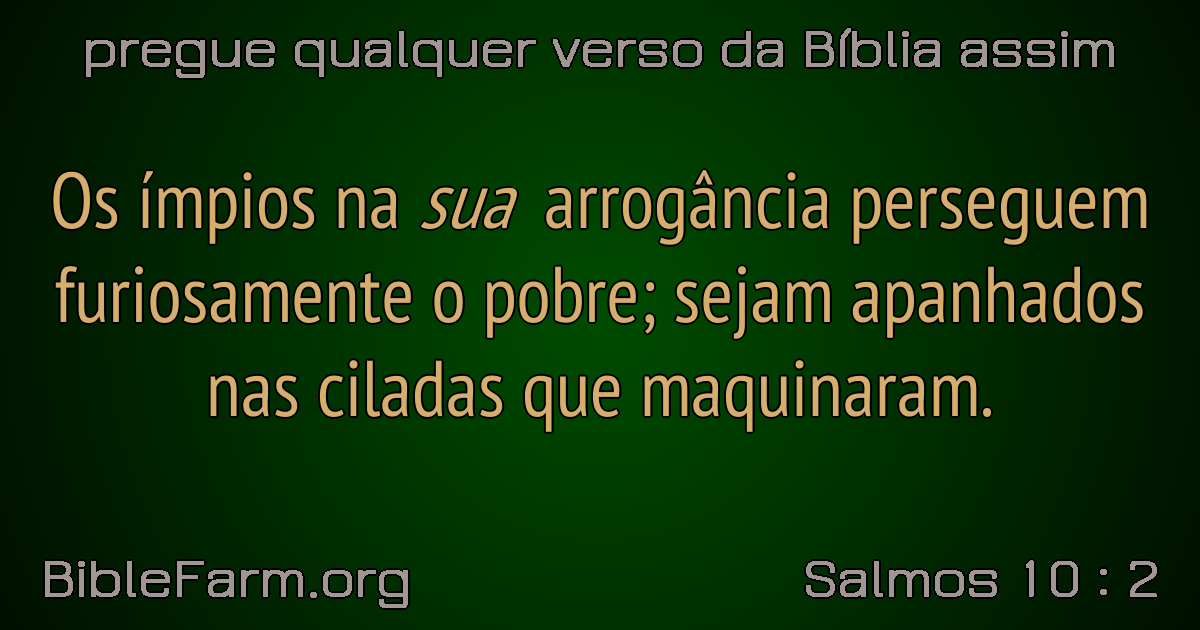 pregue qualquer verso da Bíblia assim
Os ímpios na sua arrogância perseguem
furiosamente o pobre; sejam apanhados
nas ciladas que maquinaram.
BibleFarm.org
Salmos 10 : 2